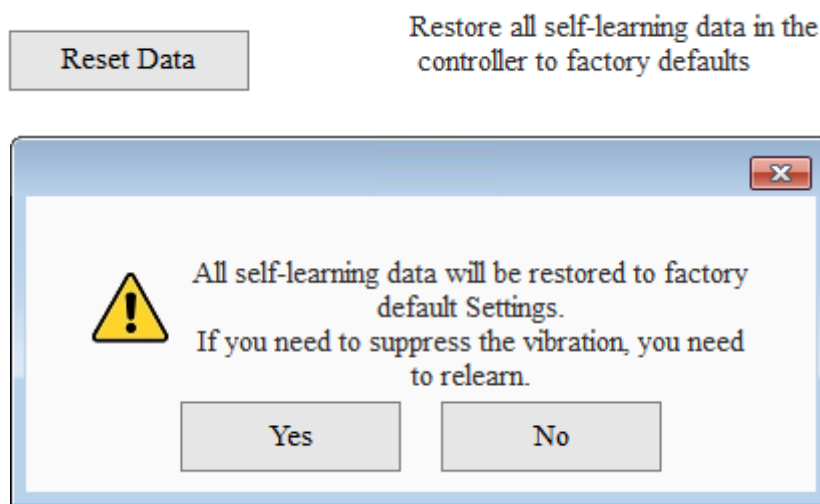 Reset Data
Restore all self-learning data in the
controller to factory defaults
All self-learning data will be restored to factory
default Settings.
If you need to suppress the vibration, you need
to relearn.
Yes
No